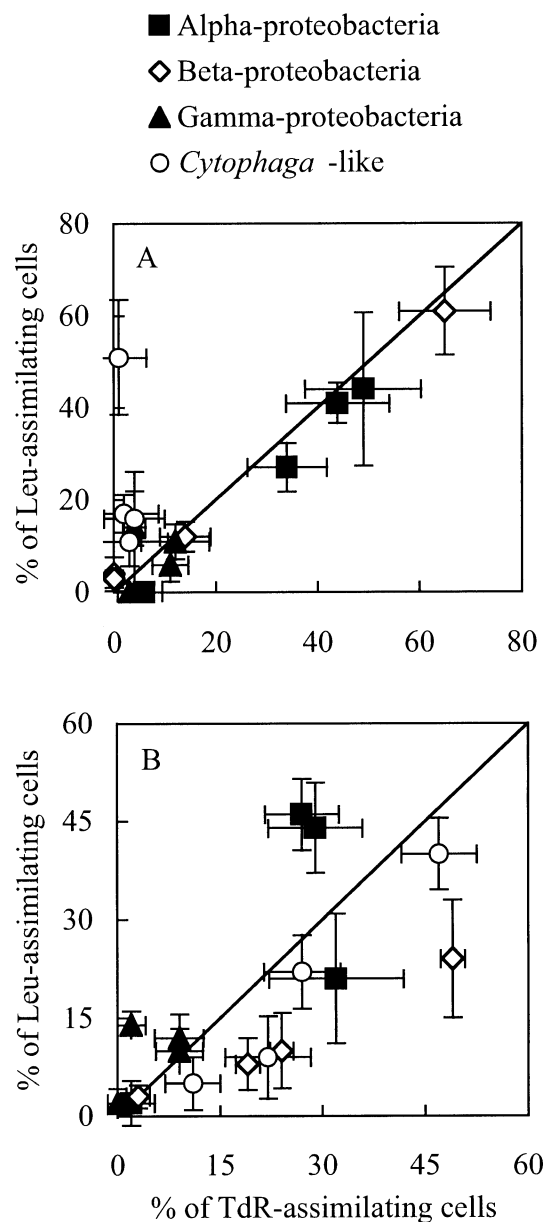 Alpha-proteobacteria
Beta-proteobacteria
Gamma-proteobacteria
Cytophaga -like
80
A
60
40
20
0
% of Leu-assimilating cells
0 20 40 60 80
60
B
45
30
15
0
% of Leu-assimilating cells
0 15 30 45 60
% of TdR-assimilating cells